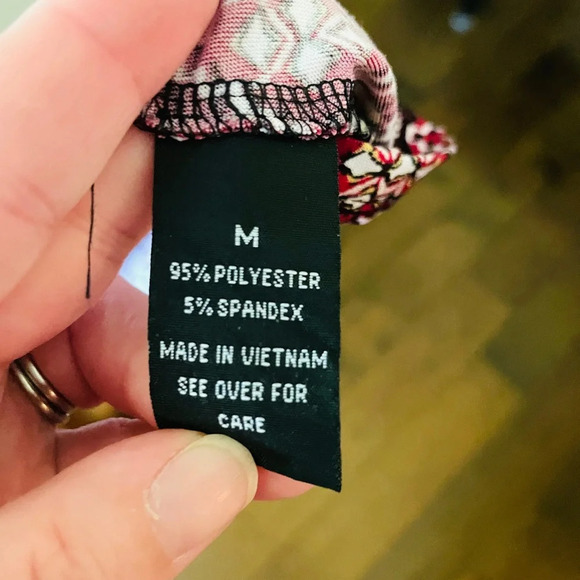 M
95% POLYESTER
5% SPANDEX
MADE IN VIETNAM
SEE OVER FOR
CARE